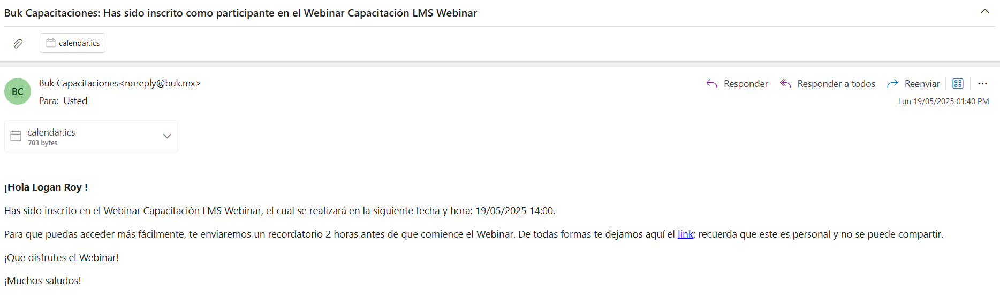 Buk Capacitaciones: Has sido inscrito como participante en el Webinar Capacitación LMS Webinar
calendar.ics
BC
Buk Capacitaciones<noreply@buk.mx>
Para: Usted
Responder
Responder a todos
Reenviar
Lun 19/05/2025 01:40 PM
calendar.ics
703 bytes
¡Hola Logan Roy !
Has sido inscrito en el Webinar Capacitación LMS Webinar, el cual se realizará en la siguiente fecha y hora: 19/05/2025 14:00.
Para que puedas acceder más fácilmente, te enviaremos un recordatorio 2 horas antes de que comience el Webinar. De todas formas te dejamos aquí el link; recuerda que este es personal y no se puede compartir.
¡Que disfrutes el Webinar!
¡Muchos saludos!